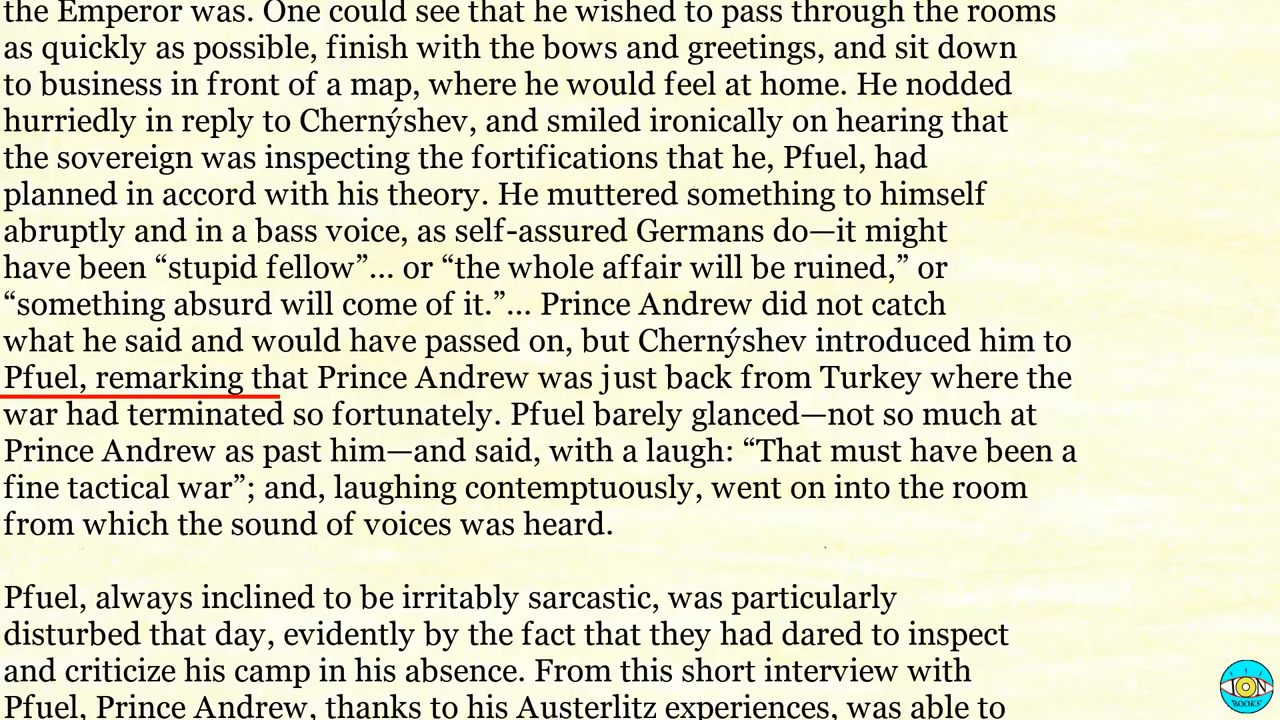 the Emperor was. One could see that he wished to pass through the rooms
as quickly as possible, finish with the bows and greetings, and sit down
to business in front of a map, where he would feel at home. He nodded
hurriedly in reply to Chernýshev, and smiled ironically on hearing that
the sovereign was inspecting the fortifications that he, Pfuel, had
planned in accord with his theory. He muttered something to himself
abruptly and in a bass voice, as self-assured Germans do—it might
have been “stupid fellow”... or “the whole affair will be ruined,” or
“something absurd will come of it.”... Prince Andrew did not catch
what he said and would have passed on, but Chernýshev introduced him to
Pfuel, remarking that Prince Andrew was just back from Turkey where the
war had terminated so fortunately. Pfuel barely glanced—not so much at
Prince Andrew as past him—and said, with a laugh: “That must have been a
fine tactical war”; and, laughing contemptuously, went on into the room
from which the sound of voices was heard.
Pfuel, always inclined to be irritably sarcastic, was particularly
disturbed that day, evidently by the fact that they had dared to inspect
and criticize his camp in his absence. From this short interview with
Pfuel, Prince Andrew, thanks to his Austerlitz experiences, was able to
ION
BOOKS